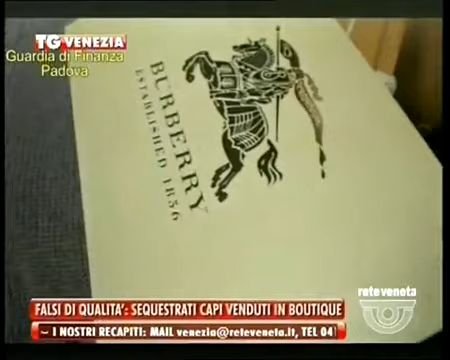 TG VENEZIA
Guardia di Finanza
Padova
BURBERRY
ESTABLISHED 1856
FALSI DI QUALITA': SEQUESTRATI CAPI VENDUTI IN BOUTIQUE
reteveneta
~ I NOSTRI RECAPITI: MAIL venezia@reteveneta.it, TEL 04